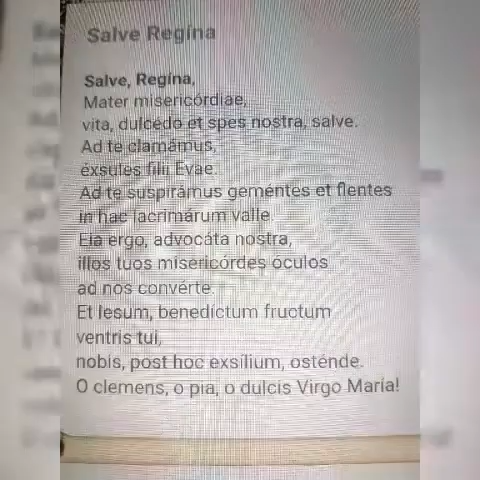 Salve Regína
Salve, Regína,
Mater misericórdiae,
vita, dulcédo et spes nostra, salve.
Ad te clamámus,
éxsules filii Evae.
Ad te suspirámus geméntes et flentes
in hac lacrimárum valle.
Eia ergo, advocáta nostra,
illos tuos misericórdes óculos
ad nos convérte.
Et Iesum, benedíctum fructum
ventris tui,
nobis, post hoc exsílium, osténde.
O clemens, o pia, o dulcis Virgo María!